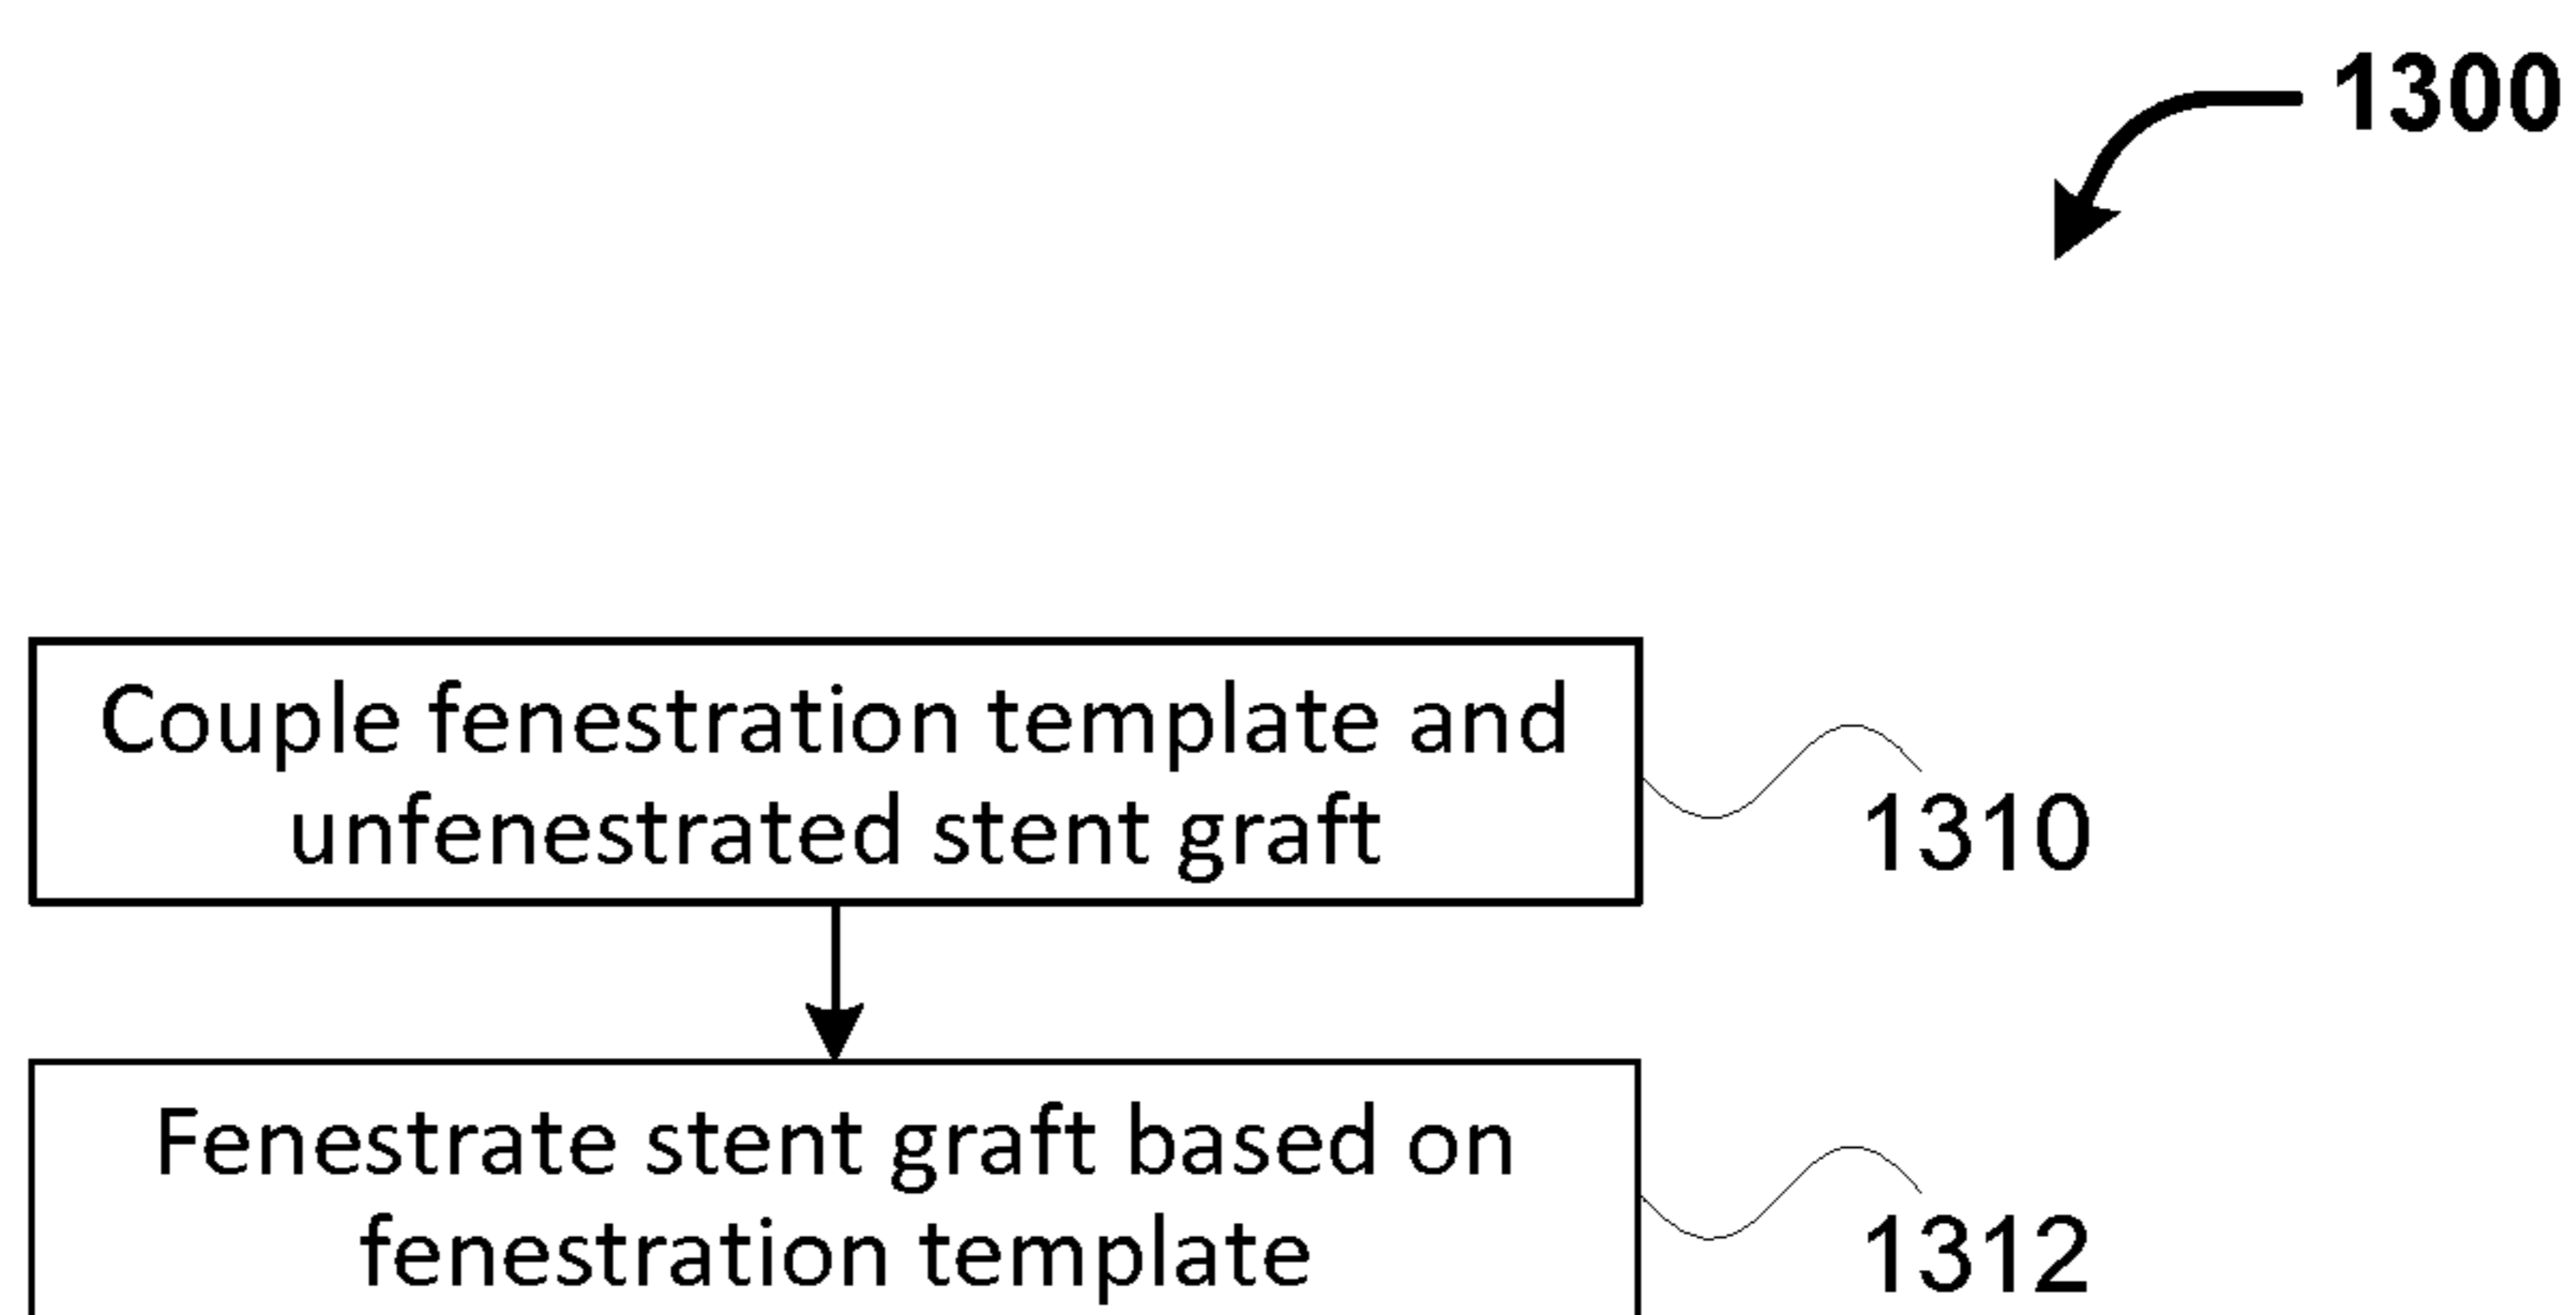 1300
Couple fenestration template and
unfenestrated stent graft
1310
Fenestrate stent graft based on
fenestration template
1312